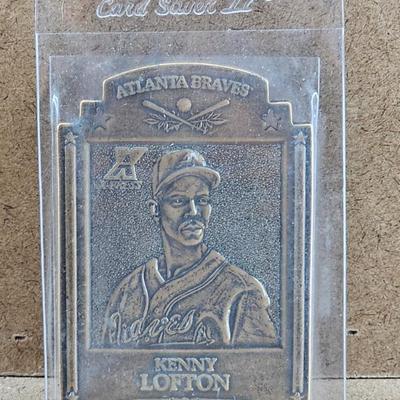 Card Saver II
ATLANTA BRAVES
X
Braves
KENNY
LOFTON